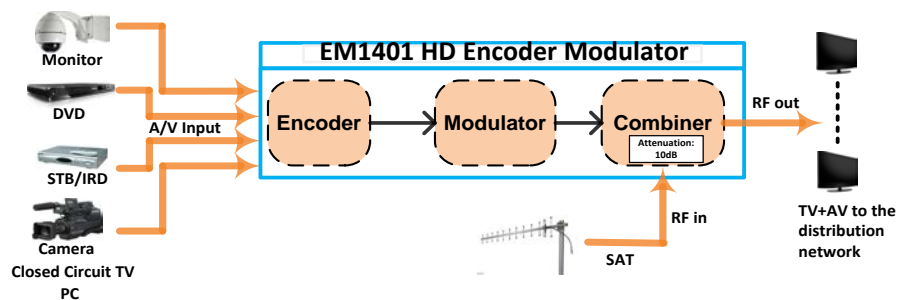 EM1401 HD Encoder Modulator
Monitor
DVD
A/V Input
STB/IRD
Camera
Closed Circuit TV
PC
Encoder
Modulator
Combiner
Attenuation:
10dB
RF out
RF in
SAT
TV+AV to the
distribution
network